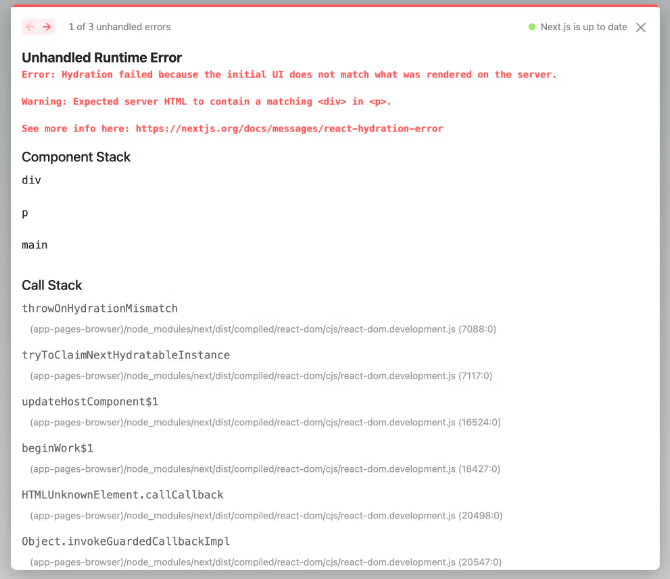 1 of 3 unhandled errors
Next.js is up to date
Unhandled Runtime Error
Error: Hydration failed because the initial UI does not match what was rendered on the server.
Warning: Expected server HTML to contain a matching <div> in <p>.
See more info here: https://nextjs.org/docs/messages/react-hydration-error
Component Stack
div
p
main
Call Stack
throwOnHydrationMismatch
(app-pages-browser)/node_modules/next/dist/compiled/react-dom/cjs/react-dom.development.js (7088:0)
tryToClaimNextHydratableInstance
(app-pages-browser)/node_modules/next/dist/compiled/react-dom/cjs/react-dom.development.js (7117:0)
updateHostComponent$1
(app-pages-browser)/node_modules/next/dist/compiled/react-dom/cjs/react-dom.development.js (16524:0)
beginWork$1
(app-pages-browser)/node_modules/next/dist/compiled/react-dom/cjs/react-dom.development.js (18427:0)
HTMLUnknownElement.callCallback
(app-pages-browser)/node_modules/next/dist/compiled/react-dom/cjs/react-dom.development.js (20498:0)
Object.invokeGuardedCallbackImpl
(app-pages-browser)/node_modules/next/dist/compiled/react-dom/cjs/react-dom.development.js (20547:0)